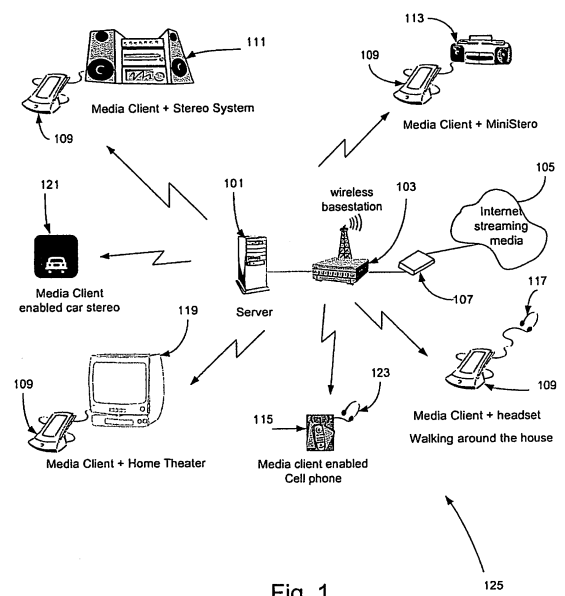 111
113
109
Media Client + Stereo System
109
Media Client + MiniStero
109
121
101
wireless
basestation
103
105
Internet
streaming
media
Media Client
enabled car stereo
Server
107
117
119
109
123
109
Media Client + headset
Walking around the house
115
Media Client + Home Theater
Media client enabled
Cell phone
Fig. 1
125